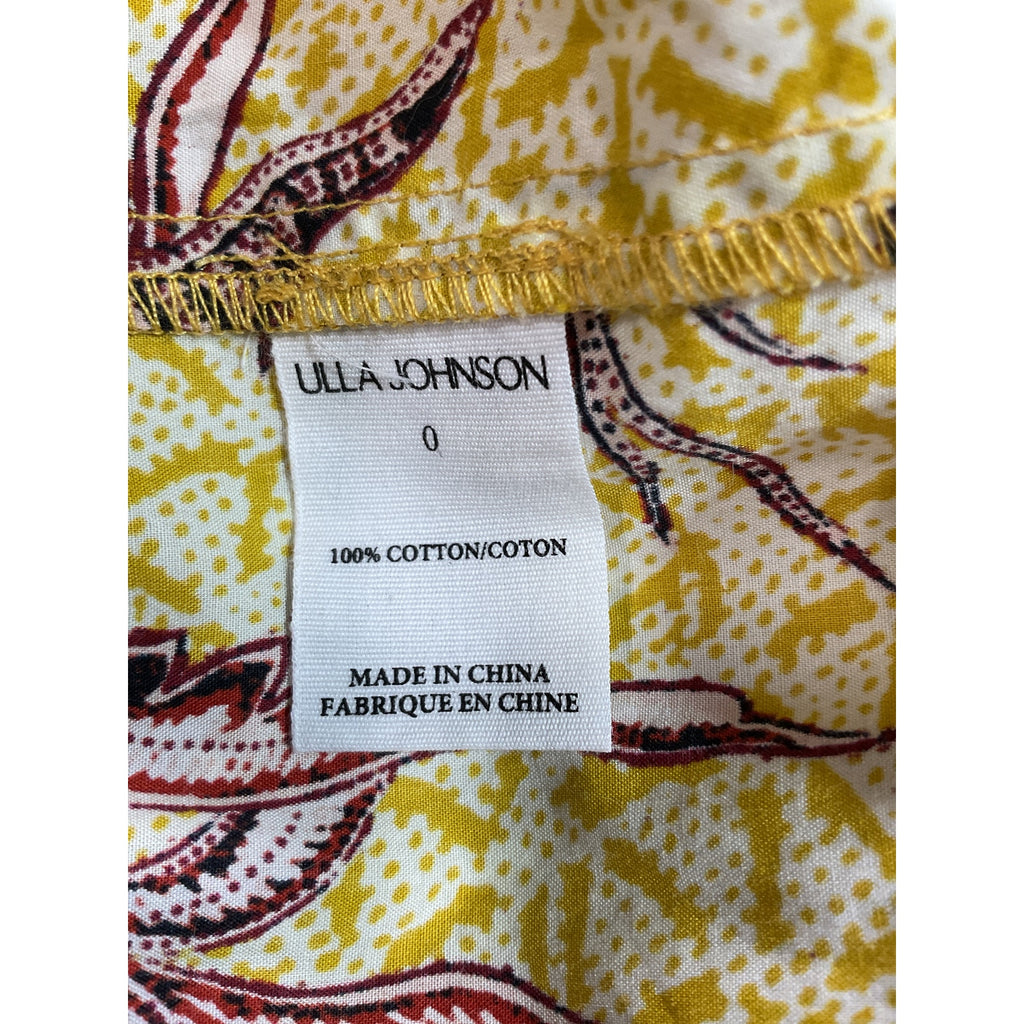 ULLA JOHNSON
0
100% COTTON/COTON
MADE IN CHINA
FABRIQUE EN CHINE